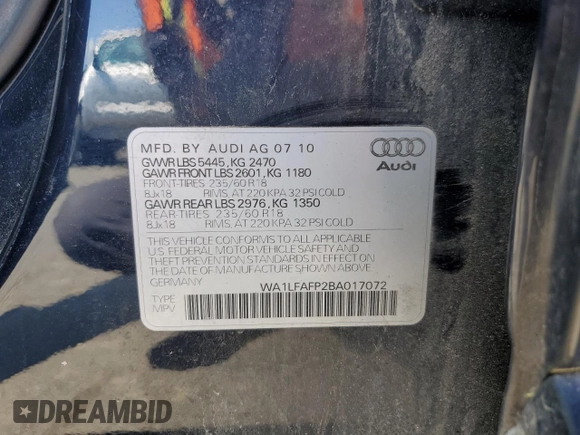 MFD. BY AUDI AG 07 10
GVWR LBS 5445, KG 2470
GAWR FRONT LBS 2601, KG 1180
FRONT-TIRES 235/60 R18
8Jx18 RIMS, AT 220 KPA 32 PSI COLD
GAWR REAR LBS 2976, KG 1350
REAR-TIRES 235/60 R18
8Jx18 RIMS, AT 220 KPA 32 PSI COLD
Audi
THIS VEHICLE CONFORMS TO ALL APPLICABLE
U.S. FEDERAL MOTOR VEHICLE SAFETY AND
THEFT PREVENTION STANDARDS IN EFFECT ON
THE DATE OF MANUFACTURE SHOWN ABOVE
GERMANY WA1LFAFP2BA017072
TYPE
MPV
DREAMBID